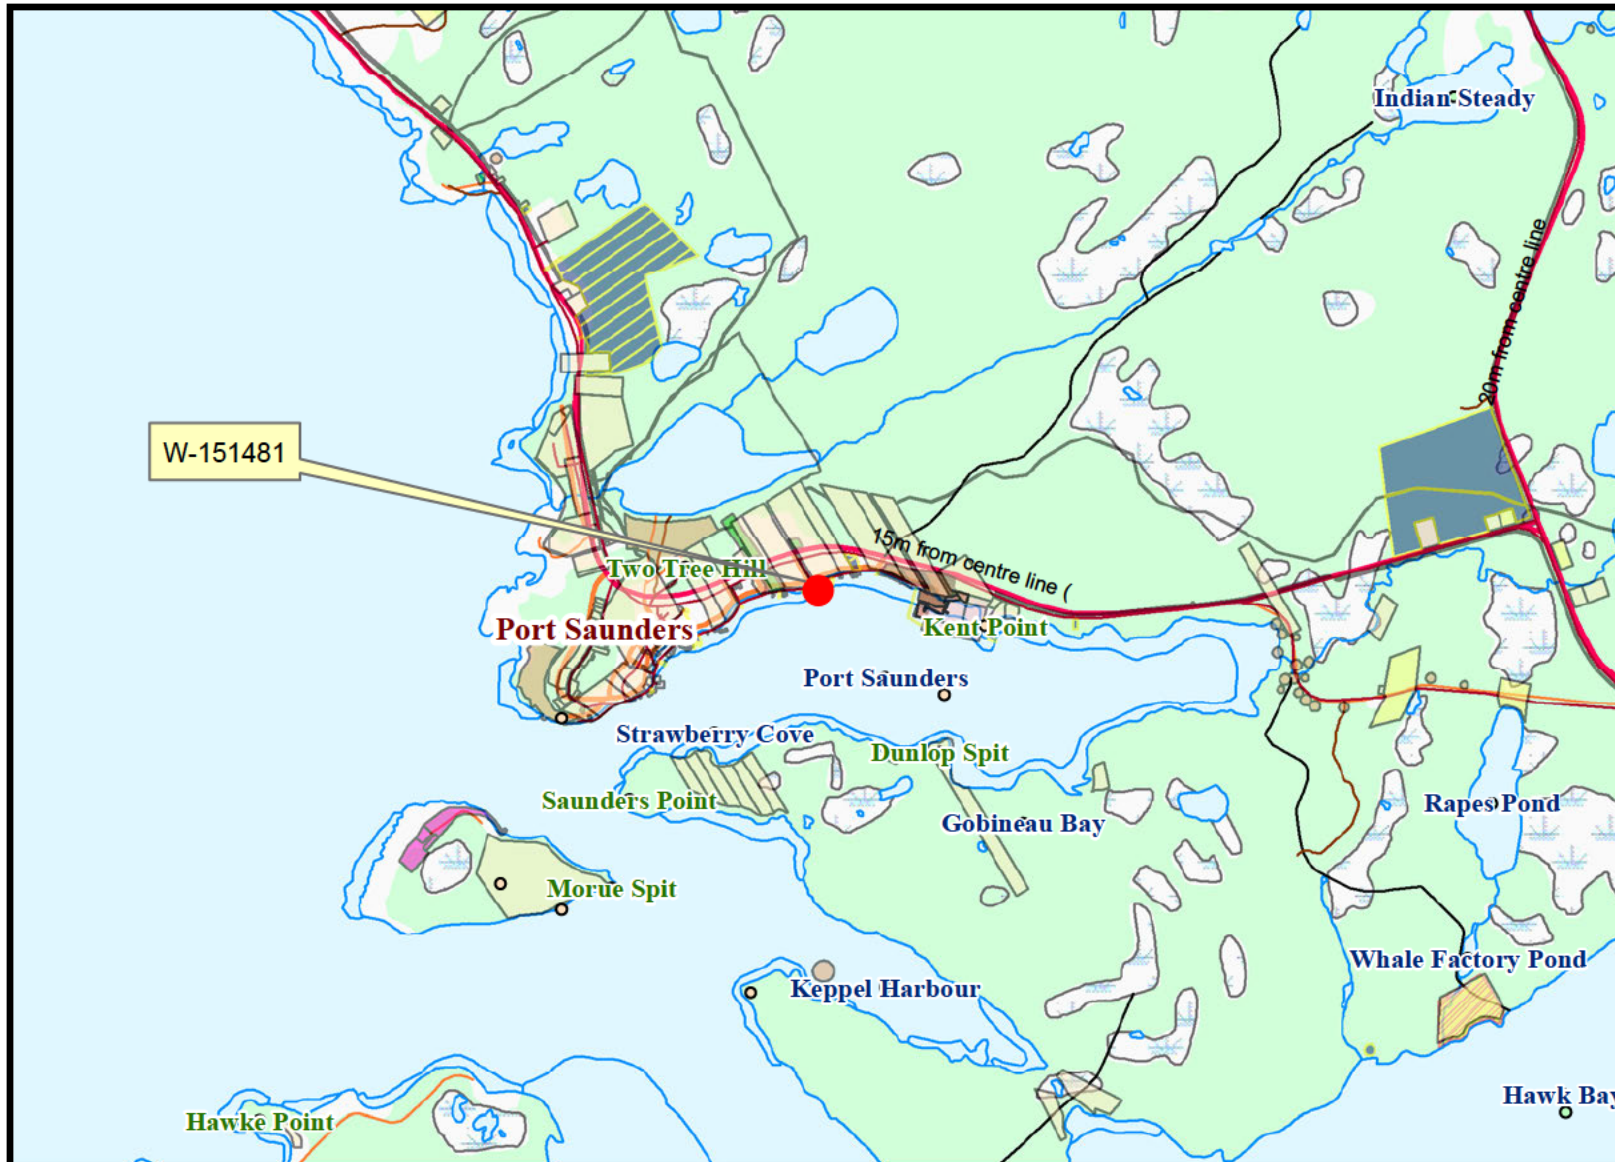 Indian Steady
20m from centre line
W-151481
15m from centre line (
Two Tree Hill
Port Saunders
Kent Point
Port Saunders
Strawberry Cove
Dunlop Spit
Saunders Point
Gobineau Bay
Rapes Pond
Morue Spit
Whale Factory Pond
Keppel Harbour
Hawk Bay
Hawke Point